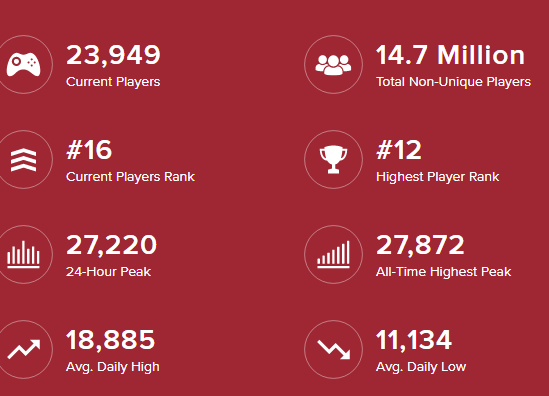 23,949
Current Players
14.7 Million
Total Non-Unique Players
#16
Current Players Rank
#12
Highest Player Rank
27,220
24-Hour Peak
27,872
All-Time Highest Peak
18,885
Avg. Daily High
11,134
Avg. Daily Low